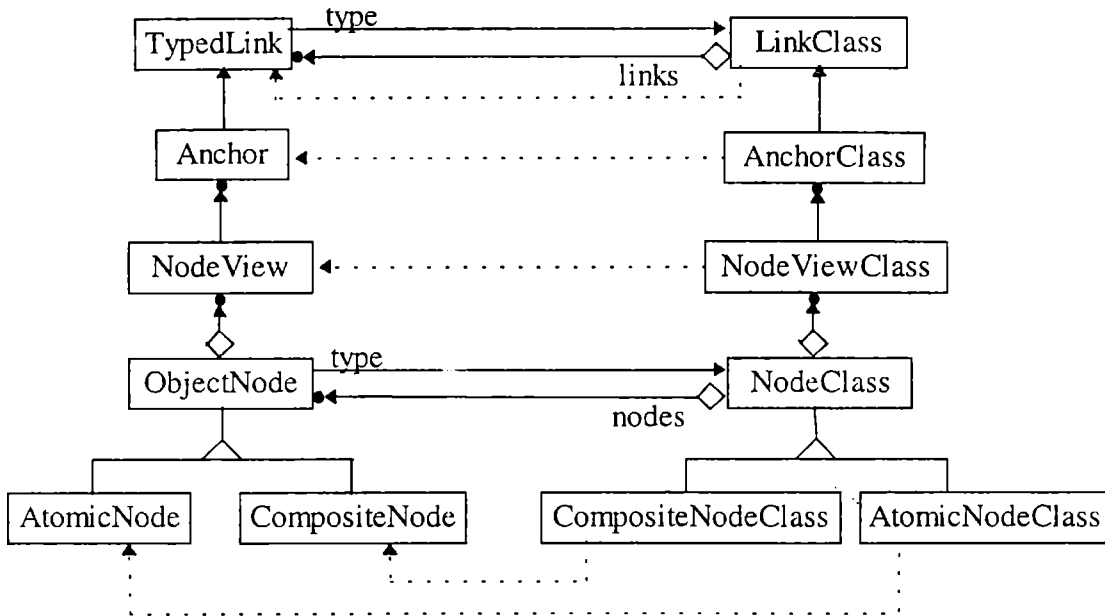 type
TypedLink
LinkClass
links
Anchor
AnchorClass
NodeView
NodeViewClass
type
ObjectNode
NodeClass
nodes
AtomicNode
CompositeNode
CompositeNodeClass
AtomicNodeClass